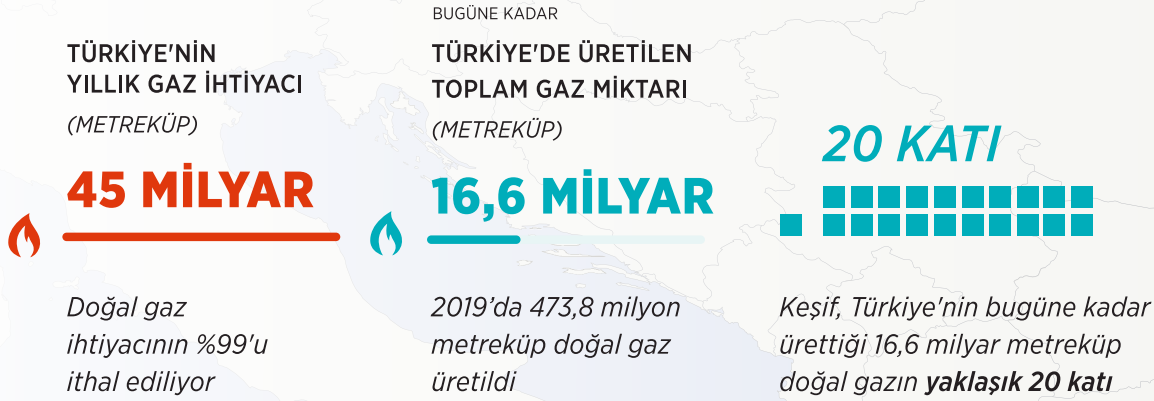 TÜRKİYE'NİN
YILLIK GAZ İHTİYACI
(METREKÜP)
45 MİLYAR
Doğal gaz
ihtiyacının %99'u
ithal ediliyor
BUGÜNE KADAR
TÜRKİYE'DE ÜRETİLEN
TOPLAM GAZ MİKTARI
(METREKÜP)
16,6 MİLYAR
2019’da 473,8 milyon
metreküp doğal gaz
üretildi
20 KATI
Keşif, Türkiye'nin bugüne kadar
ürettiği 16,6 milyar metreküp
doğal gazın yaklaşık 20 katı